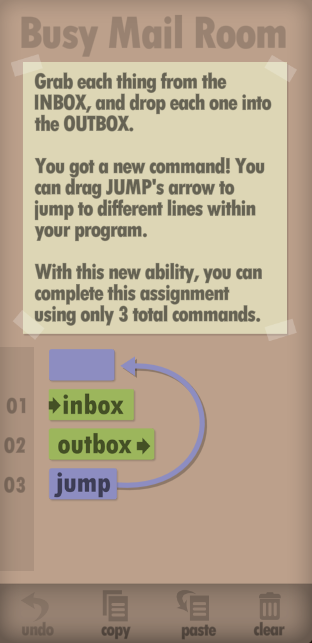 Busy Mail Room
Grab each thing from the
INBOX, and drop each one into
the OUTBOX.
You got a new command! You
can drag JUMP's arrow to
jump to different lines within
your program.
With this new ability, you can
complete this assignment
using only 3 total commands.
01 inbox
02 outbox
03 jump
undo copy paste clear